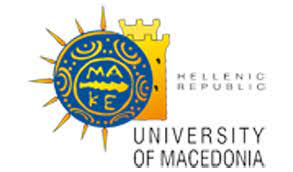 ΜΑ
ΚΕ
HELLENIC
REPUBLIC
UNIVERSITY
OF MACEDONIA